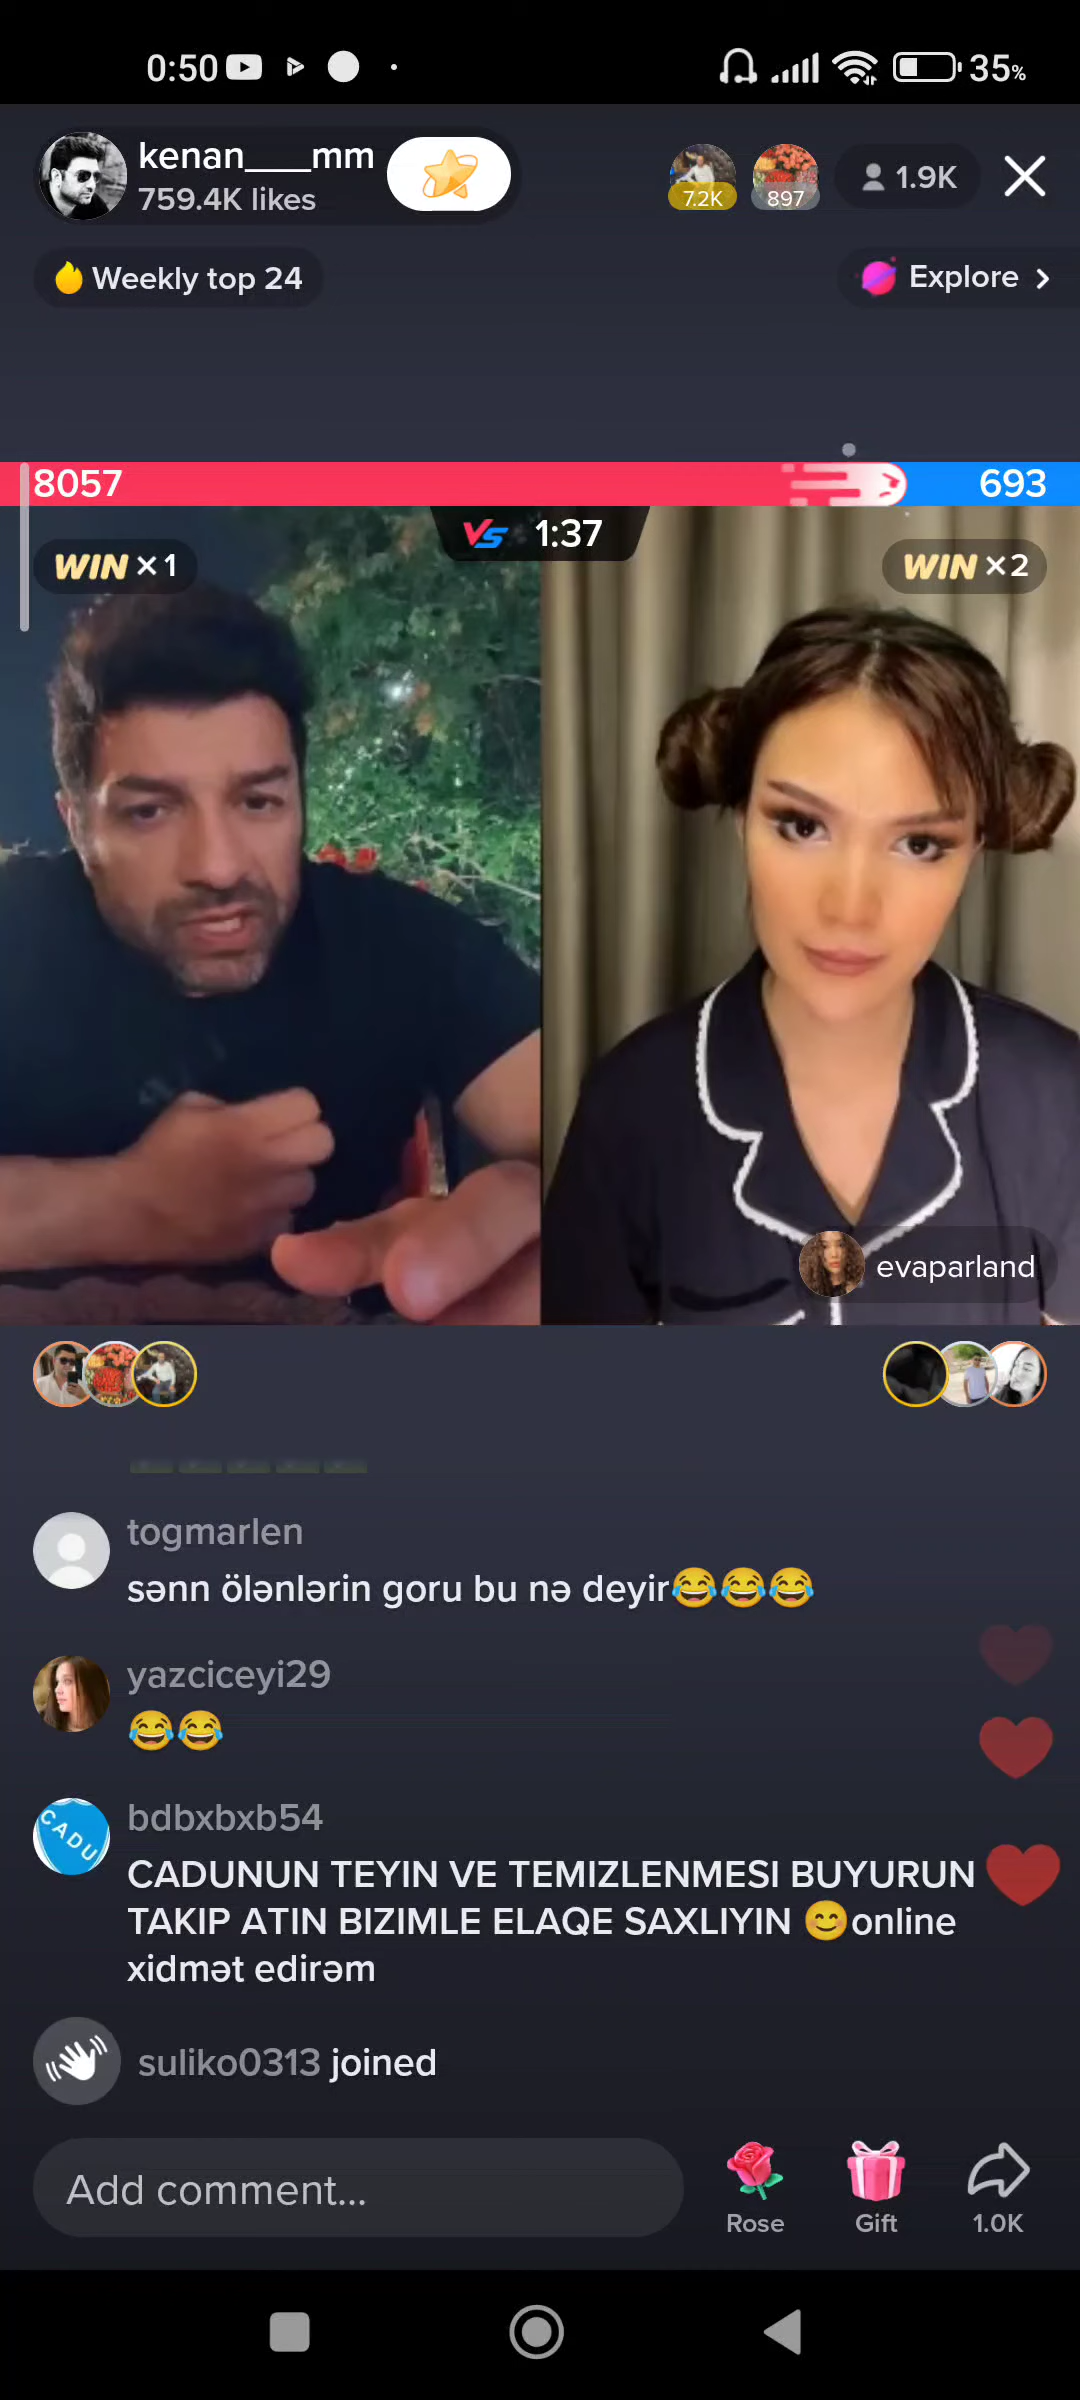 0:50
35%
kenan___mm
759.4K likes
7.2K
897
1.9K
Weekly top 24
Explore
8057
693
VS 1:37
WIN ×1
WIN ×2
evaparland
togmarlen
sənn ölənlərin goru bu nə deyir😂😂😂
yazciceyi29
😂😂
bdbxbxb54
CADU
CADUNUN TEYIN VE TEMIZLENMESI BUYURUN
TAKIP ATIN BIZIMLE ELAQE SAXLIYIN 😊online
xidmət edirəm
suliko0313 joined
Add comment...
Rose
Gift
1.0K